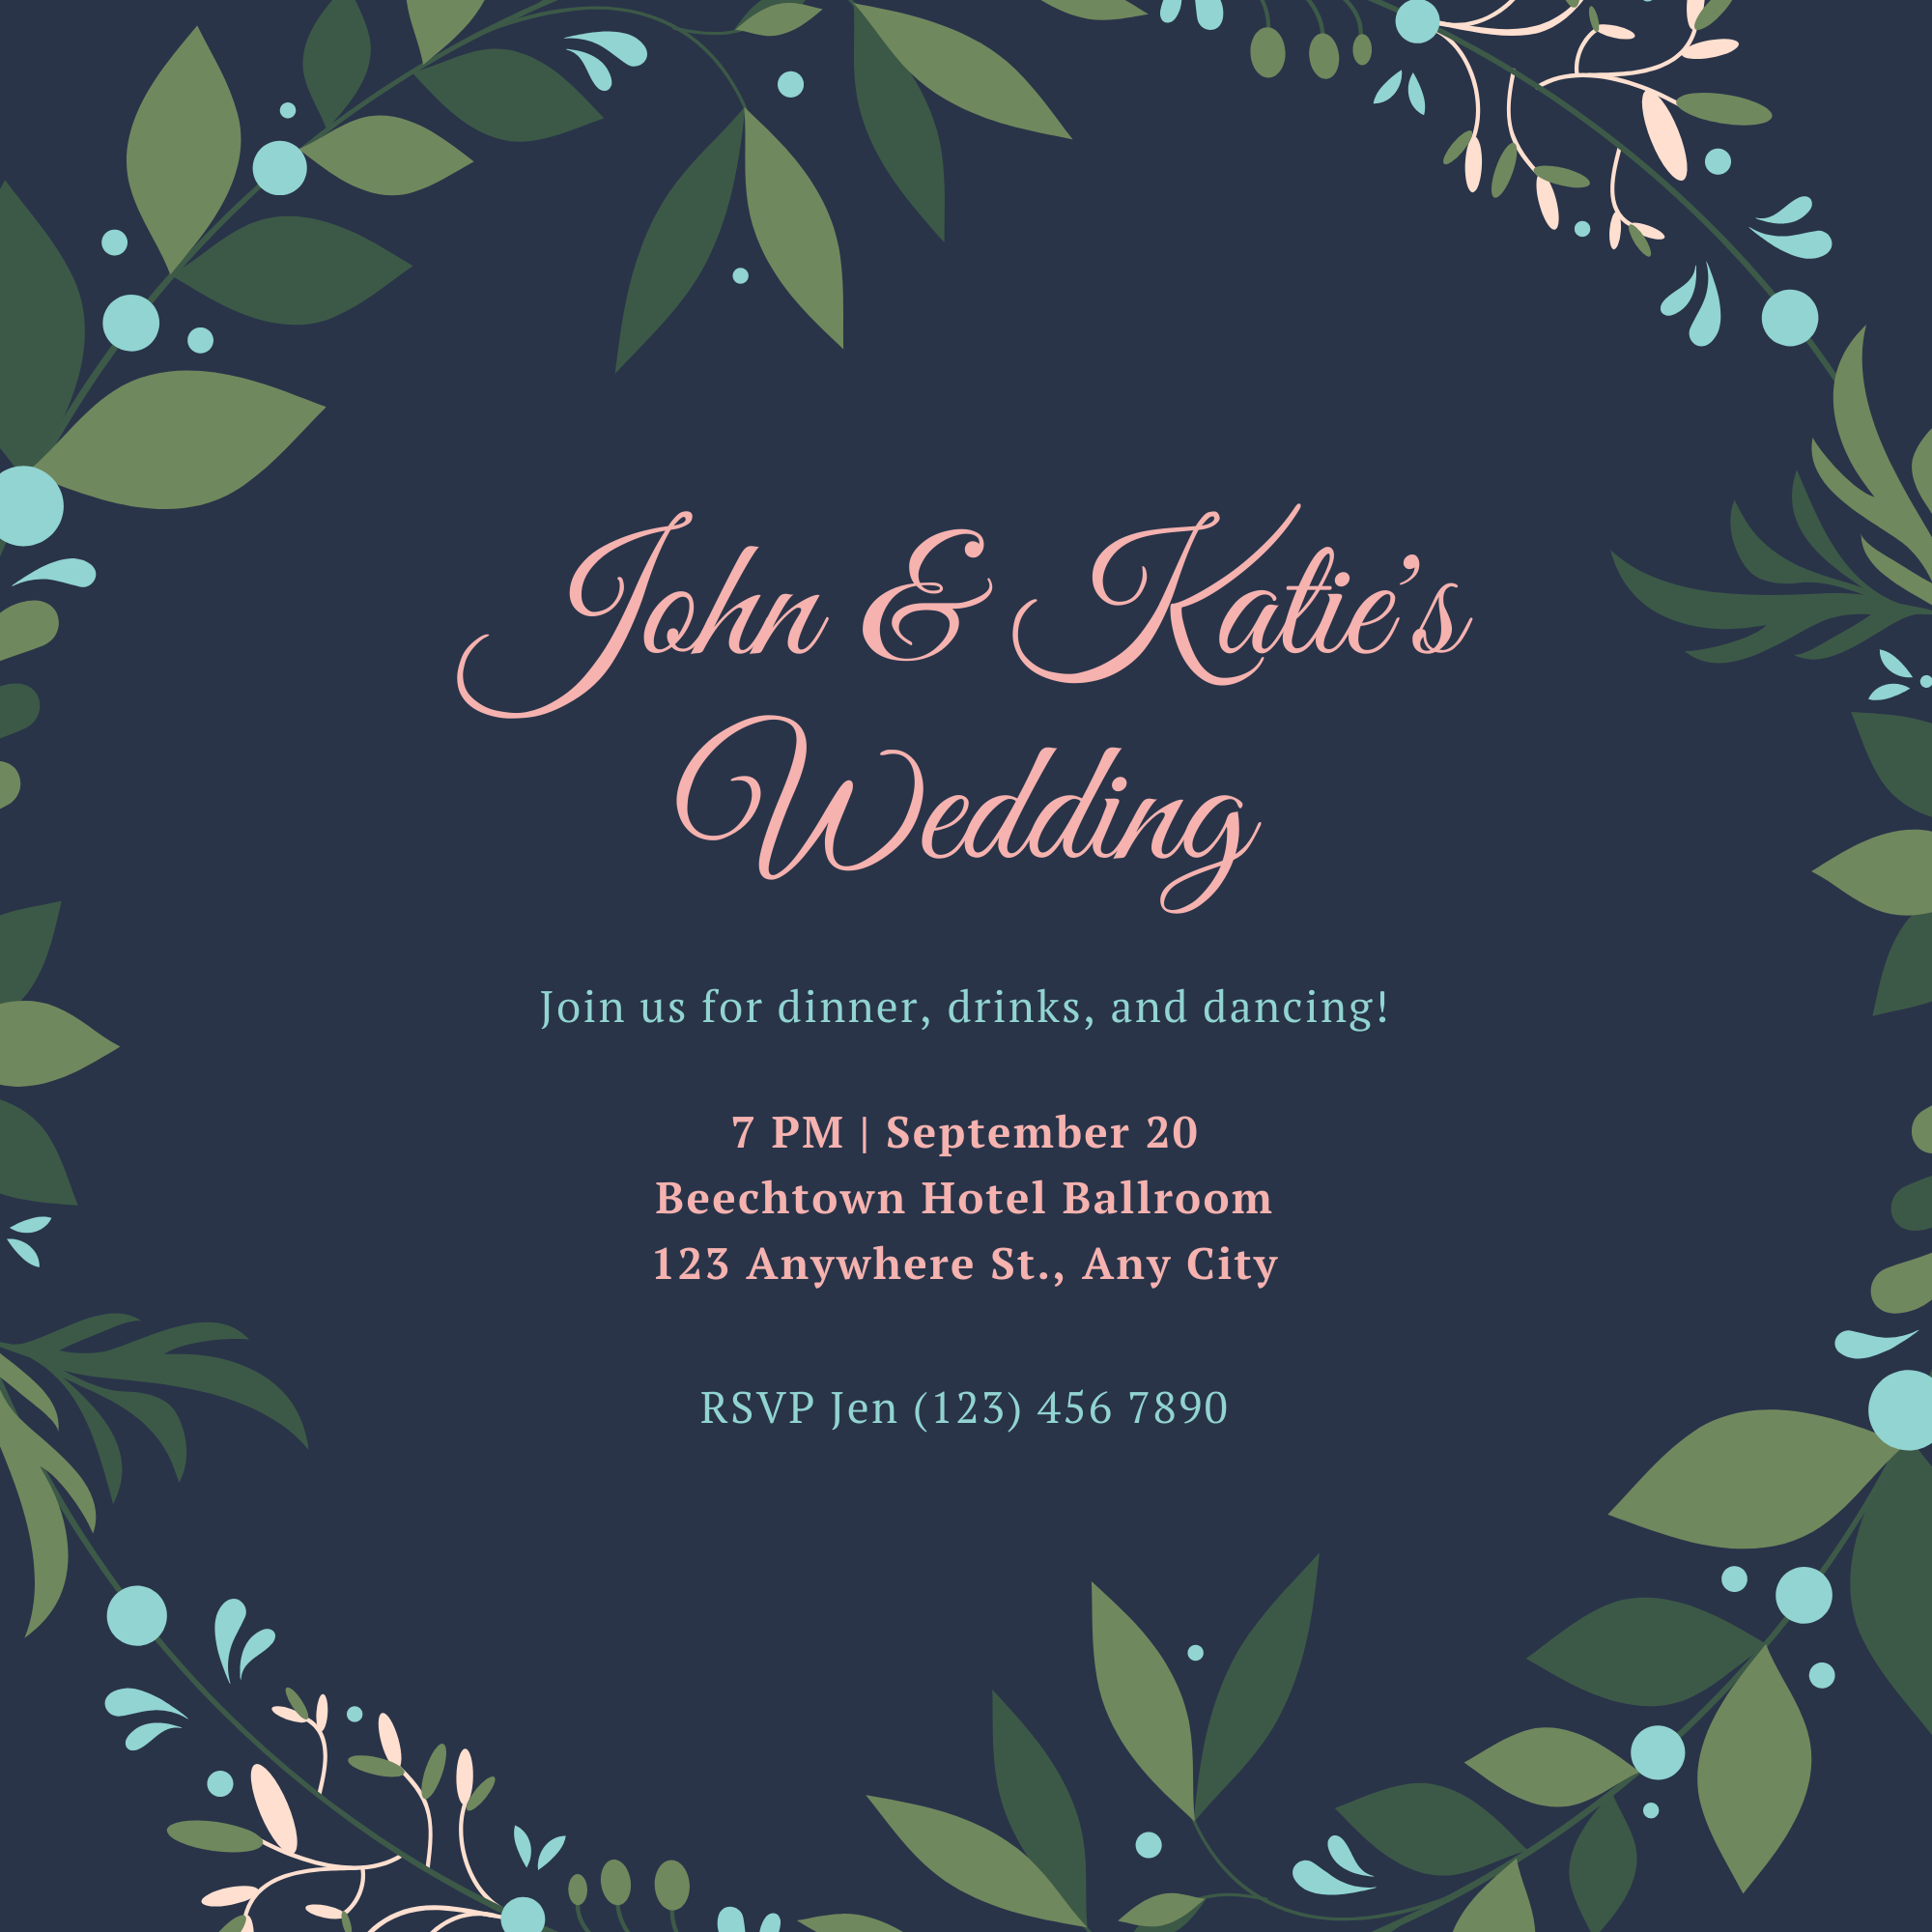 John & Katie's
Wedding
Join us for dinner, drinks, and dancing!
7 PM | September 20
Beechtown Hotel Ballroom
123 Anywhere St., Any City
RSVP Jen (123) 456 7890